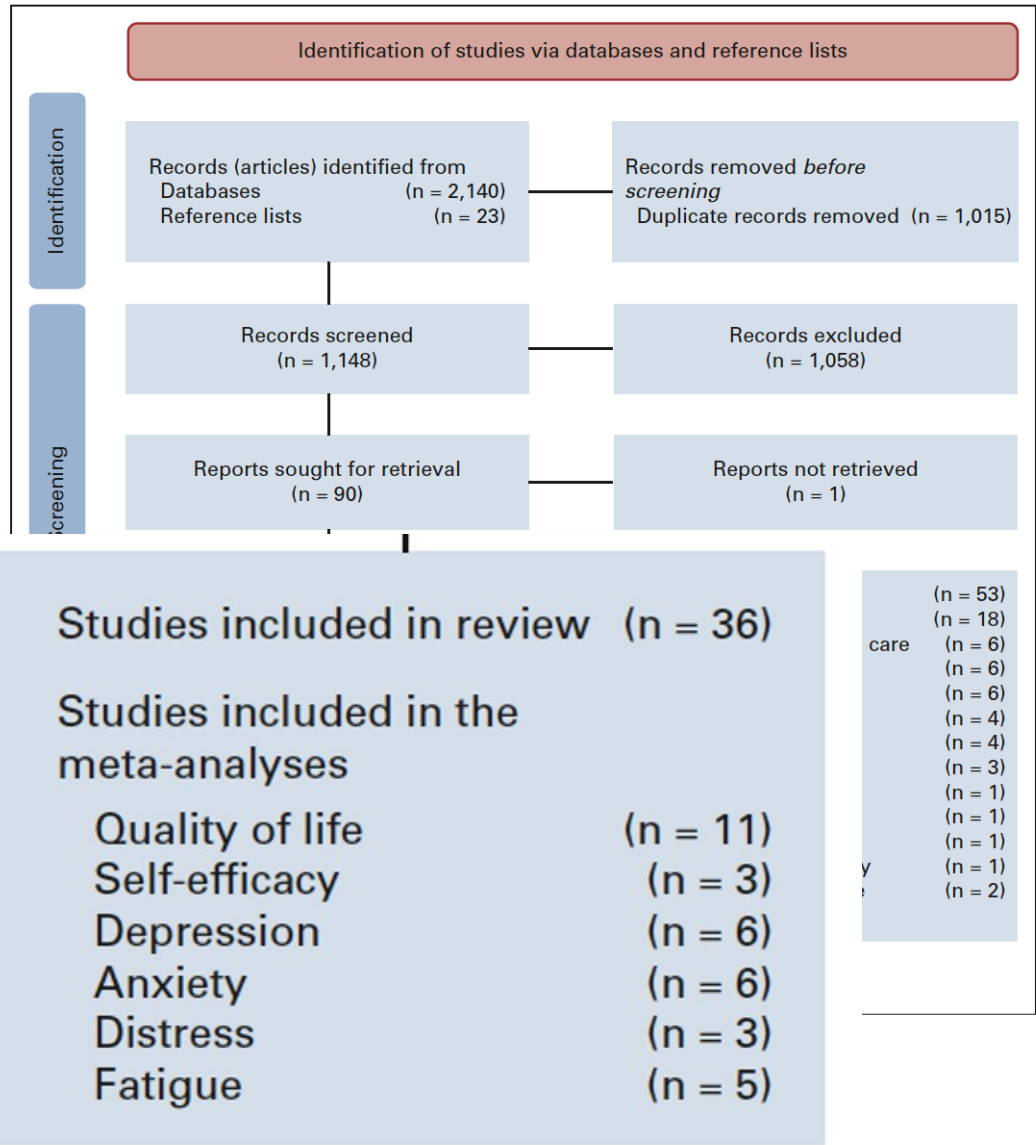 Identification of studies via databases and reference lists
Identification
Records (articles) identified from
Databases (n = 2,140)
Reference lists (n = 23)
Records removed before
screening
Duplicate records removed (n = 1,015)
Records screened
(n = 1,148)
Records excluded
(n = 1,058)
Screening
Reports sought for retrieval
(n = 90)
Reports not retrieved
(n = 1)
Studies included in review (n = 36)
Studies included in the
meta-analyses
Quality of life (n = 11)
Self-efficacy (n = 3)
Depression (n = 6)
Anxiety (n = 6)
Distress (n = 3)
Fatigue (n = 5)
(n = 53)
(n = 18)
care (n = 6)
(n = 6)
(n = 6)
(n = 4)
(n = 4)
(n = 3)
(n = 1)
(n = 1)
(n = 1)
y (n = 1)
(n = 2)